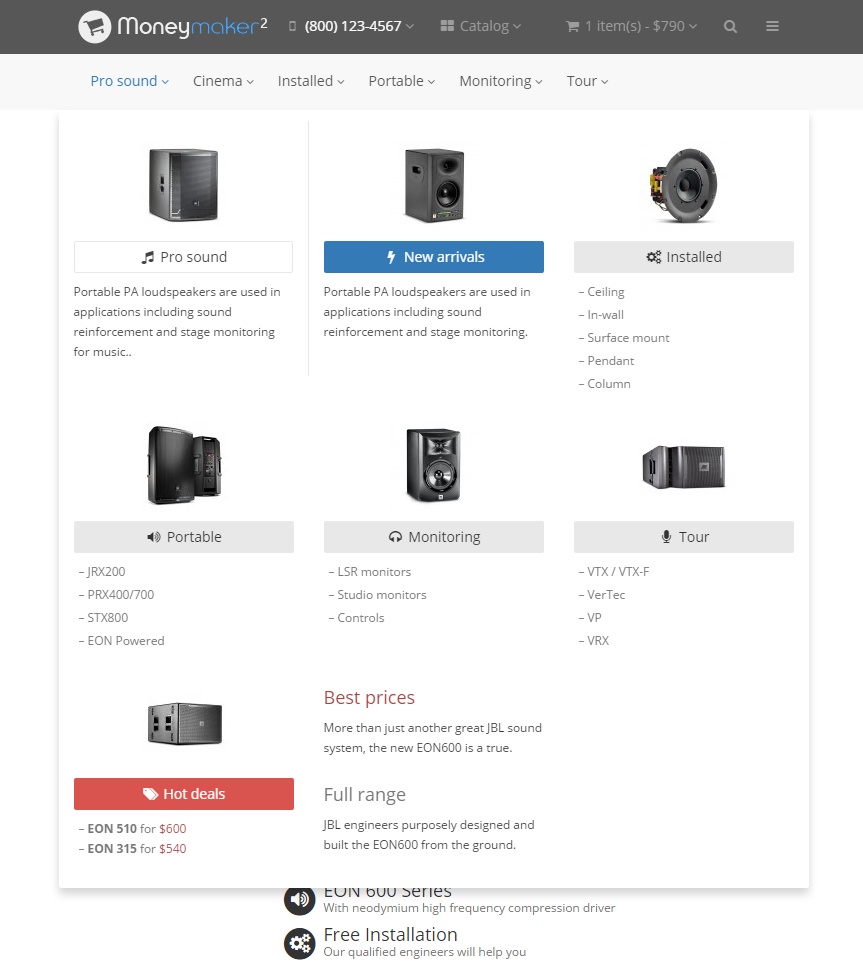 Moneymaker2
(800) 123-4567
Catalog
1 item(s) - $790
Pro sound
Cinema
Installed
Portable
Monitoring
Tour
Pro sound
Portable PA loudspeakers are used in
applications including sound
reinforcement and stage monitoring
for music..
New arrivals
Portable PA loudspeakers are used in
applications including sound
reinforcement and stage monitoring.
Installed
– Ceiling
– In-wall
– Surface mount
– Pendant
– Column
Portable
– JRX200
– PRX400/700
– STX800
– EON Powered
Monitoring
– LSR monitors
– Studio monitors
– Controls
Tour
– VTX / VTX-F
– VerTec
– VP
– VRX
Hot deals
– EON 510 for $600
– EON 315 for $540
Best prices
More than just another great JBL sound
system, the new EON600 is a true.
Full range
JBL engineers purposely designed and
built the EON600 from the ground.
EON 600 Series
With neodymium high frequency compression driver
Free Installation
Our qualified engineers will help you